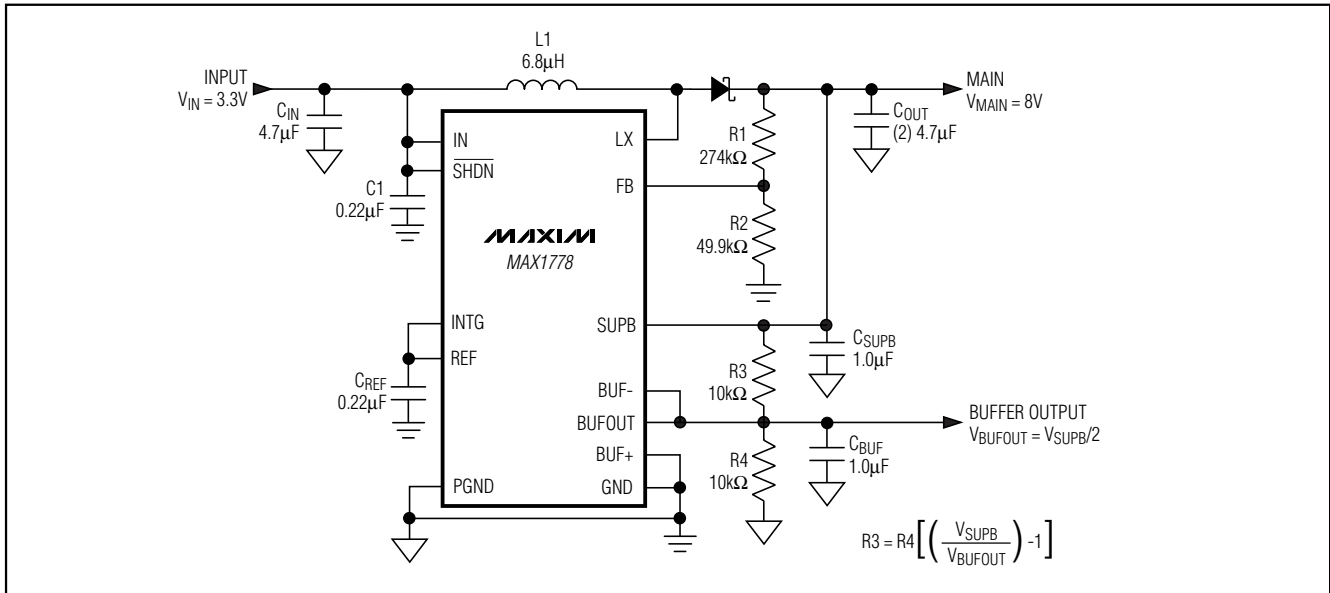 L1
6.8µH
INPUT
V_IN = 3.3V
C_IN
4.7µF
MAIN
V_MAIN = 8V
C_OUT
(2) 4.7µF
IN
LX
R1
274kΩ
SHDN
FB
C1
0.22µF
R2
49.9kΩ
MAXIM
MAX1778
INTG
SUPB
REF
C_SUPB
1.0µF
R3
10kΩ
C_REF
0.22µF
BUF-
BUFOUT
BUFFER OUTPUT
V_BUFOUT = V_SUPB/2
C_BUF
1.0µF
BUF+
R4
10kΩ
PGND
GND
R3 = R4[(V_SUPB/V_BUFOUT) -1]